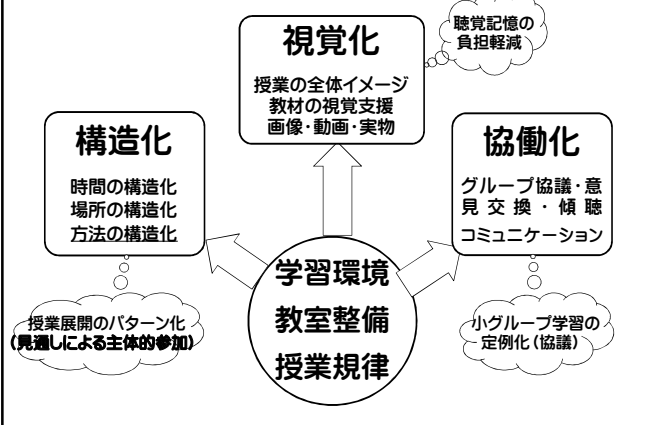 視覚化
授業の全体イメージ
教材の視覚支援
画像・動画・実物
聴覚記憶の
負担軽減
構造化
時間の構造化
場所の構造化
方法の構造化
授業展開のパターン化
(見通しによる主体的参加)
協働化
グループ協議・意
見交換・傾聴
コミュニケーション
小グループ学習の
定例化(協議)
学習環境
教室整備
授業規律